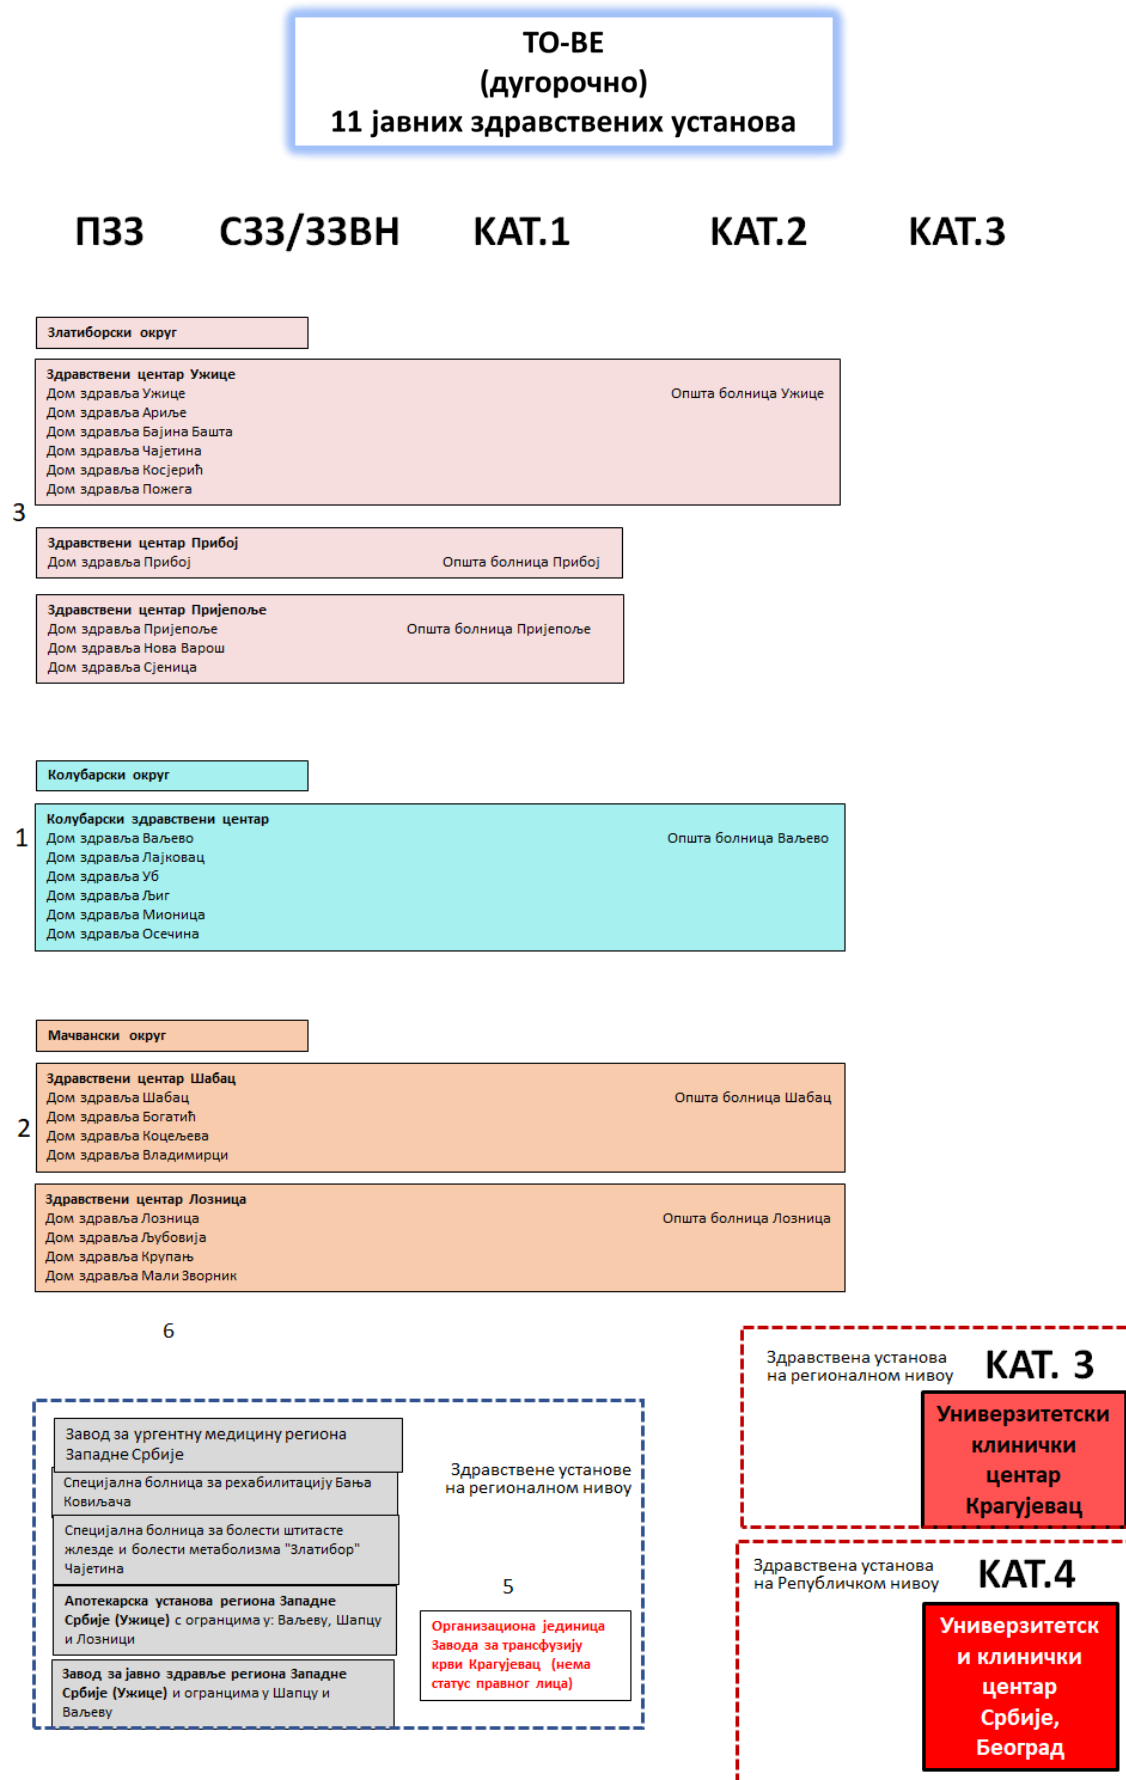 ТО-BE
(дугорочно)
11 јавних здравствених установа
ПЗЗ СЗЗ/ЗЗВН КАТ.1 КАТ.2 КАТ.3
Златиборски округ
Здравствени центар Ужице
Дом здравља Ужице Општа болница Ужице
Дом здравља Ариље
Дом здравља Бајина Башта
Дом здравља Чајетина
Дом здравља Косјерић
Дом здравља Пожега
3
Здравствени центар Прибој
Дом здравља Прибој Општа болница Прибој
Здравствени центар Пријепоље
Дом здравља Пријепоље Општа болница Пријепоље
Дом здравља Нова Варош
Дом здравља Сјеница
Колубарски округ
Колубарски здравствени центар
1 Дом здравља Ваљево Општа болница Ваљево
Дом здравља Лајковац
Дом здравља Уб
Дом здравља Љиг
Дом здравља Мионица
Дом здравља Осечина
Мачвански округ
Здравствени центар Шабац
Дом здравља Шабац Општа болница Шабац
Дом здравља Богатић
2
Дом здравља Коцељева
Дом здравља Владимирци
Здравствени центар Лозница
Дом здравља Лозница Општа болница Лозница
Дом здравља Љубовија
Дом здравља Крупањ
Дом здравља Мали Зворник
6
Завод за ургентну медицину региона
Западне Србије
Специјална болница за рехабилитацију Бања
Ковиљача
Специјална болница за болести штитасте
жлезде и болести метаболизма "Златибор"
Чајетина
Апотекарска установа региона Западне
Србије (Ужице) с огранцима у: Ваљеву, Шапцу
и Лозници
Завод за јавно здравље региона Западне
Србије (Ужице) и огранцима у Шапцу и
Ваљеву
Здравствене установе
на регионалном нивоу
5
Организациона јединица
Завода за трансфузију
крви Крагујевац (нема
статус правног лица)
Здравствена установа
на регионалном нивоу
КАТ. 3
Универзитетски
клинички
центар
Крагујевац
Здравствена установа
на Републичком нивоу
КАТ.4
Универзитетск
и клинички
центар
Србије,
Београд